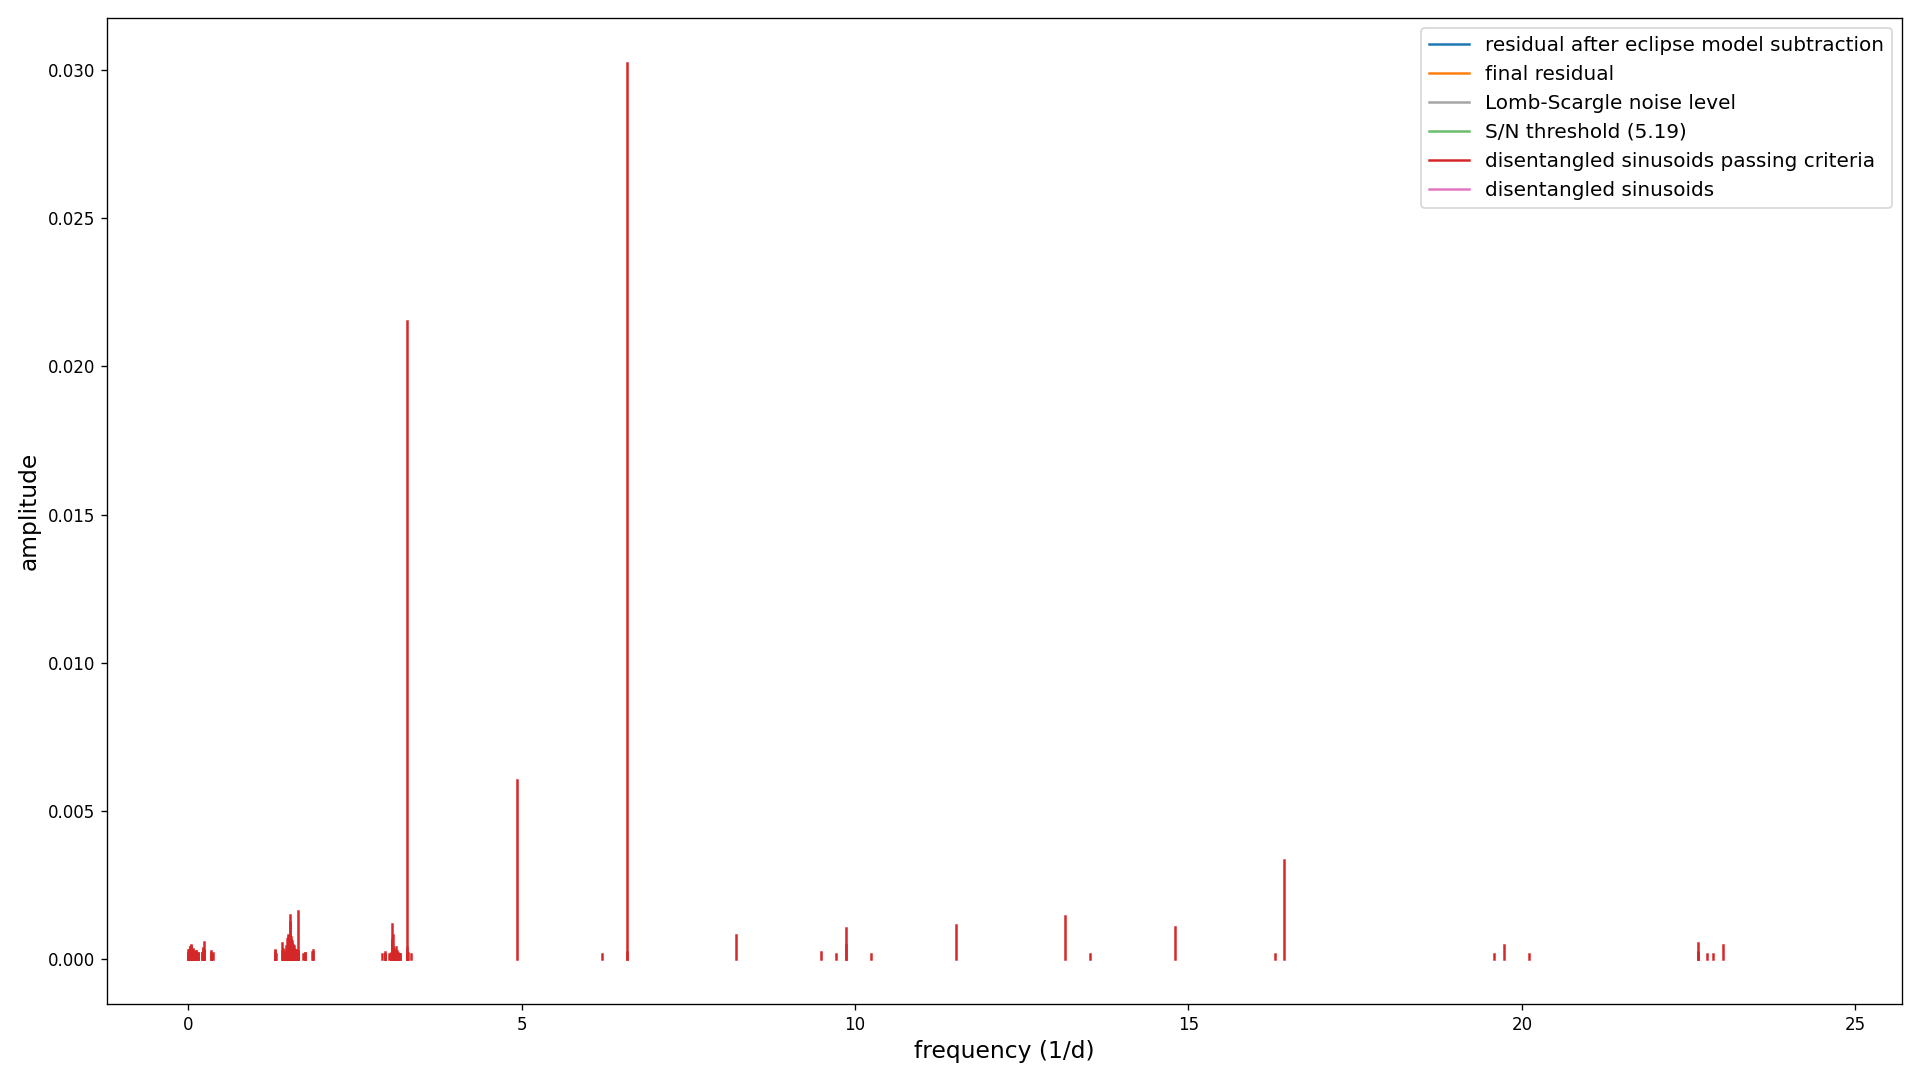 residual after eclipse model subtraction
final residual
Lomb-Scargle noise level
S/N threshold (5.19)
disentangled sinusoids passing criteria
disentangled sinusoids
0.030
0.025
0.020
0.015
0.010
0.005
0.000
amplitude
0 5 10 15 20 25
frequency (1/d)